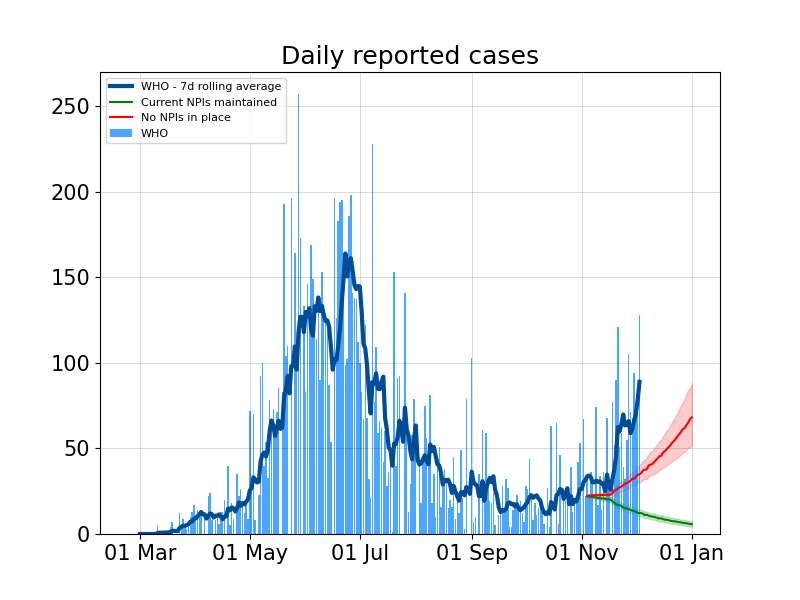 Daily reported cases
WHO - 7d rolling average
Current NPIs maintained
No NPIs in place
WHO
250
200
150
100
50
0
01 Mar
01 May
01 Jul
01 Sep
01 Nov
01 Jan